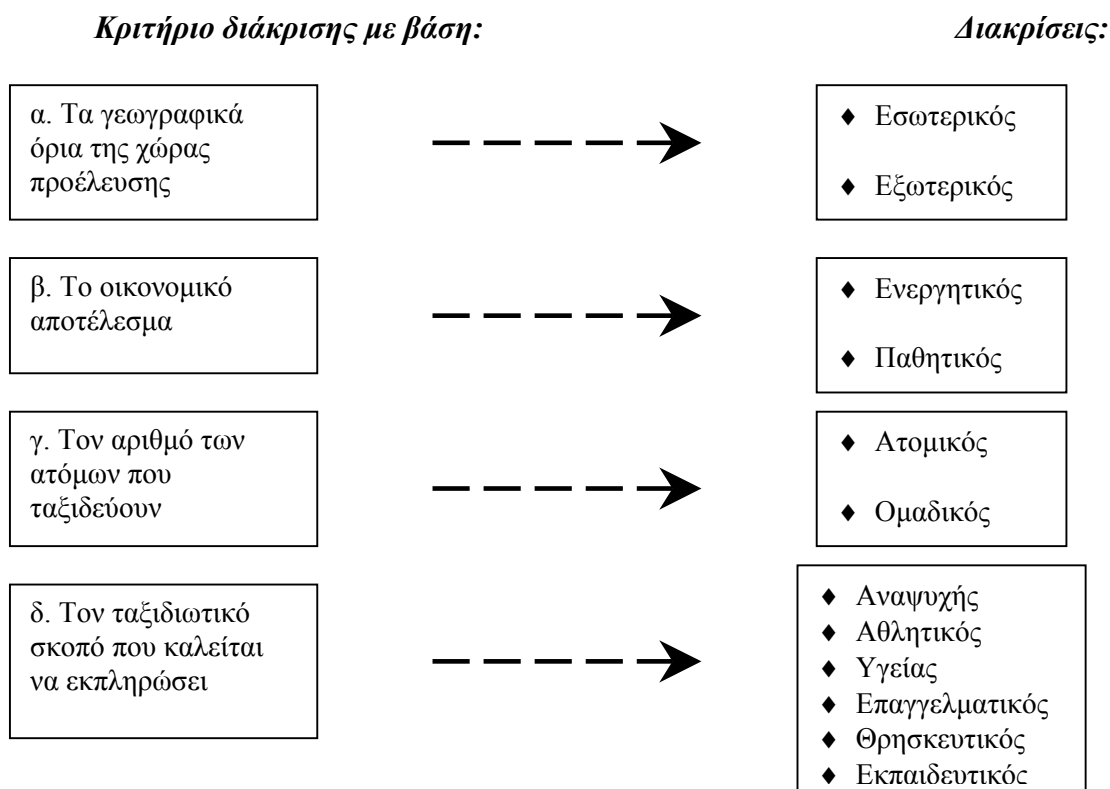 Κριτήριο διάκρισης με βάση: Διακρίσεις:
α. Τα γεωγραφικά
όρια της χώρας
προέλευσης
♦ Εσωτερικός
♦ Εξωτερικός
β. Το οικονομικό
αποτέλεσμα
♦ Ενεργητικός
♦ Παθητικός
γ. Τον αριθμό των
ατόμων που
ταξιδεύουν
♦ Ατομικός
♦ Ομαδικός
δ. Τον ταξιδιωτικό
σκοπό που καλείται
να εκπληρώσει
♦ Αναψυχής
♦ Αθλητικός
♦ Υγείας
♦ Επαγγελματικός
♦ Θρησκευτικός
♦ Εκπαιδευτικός